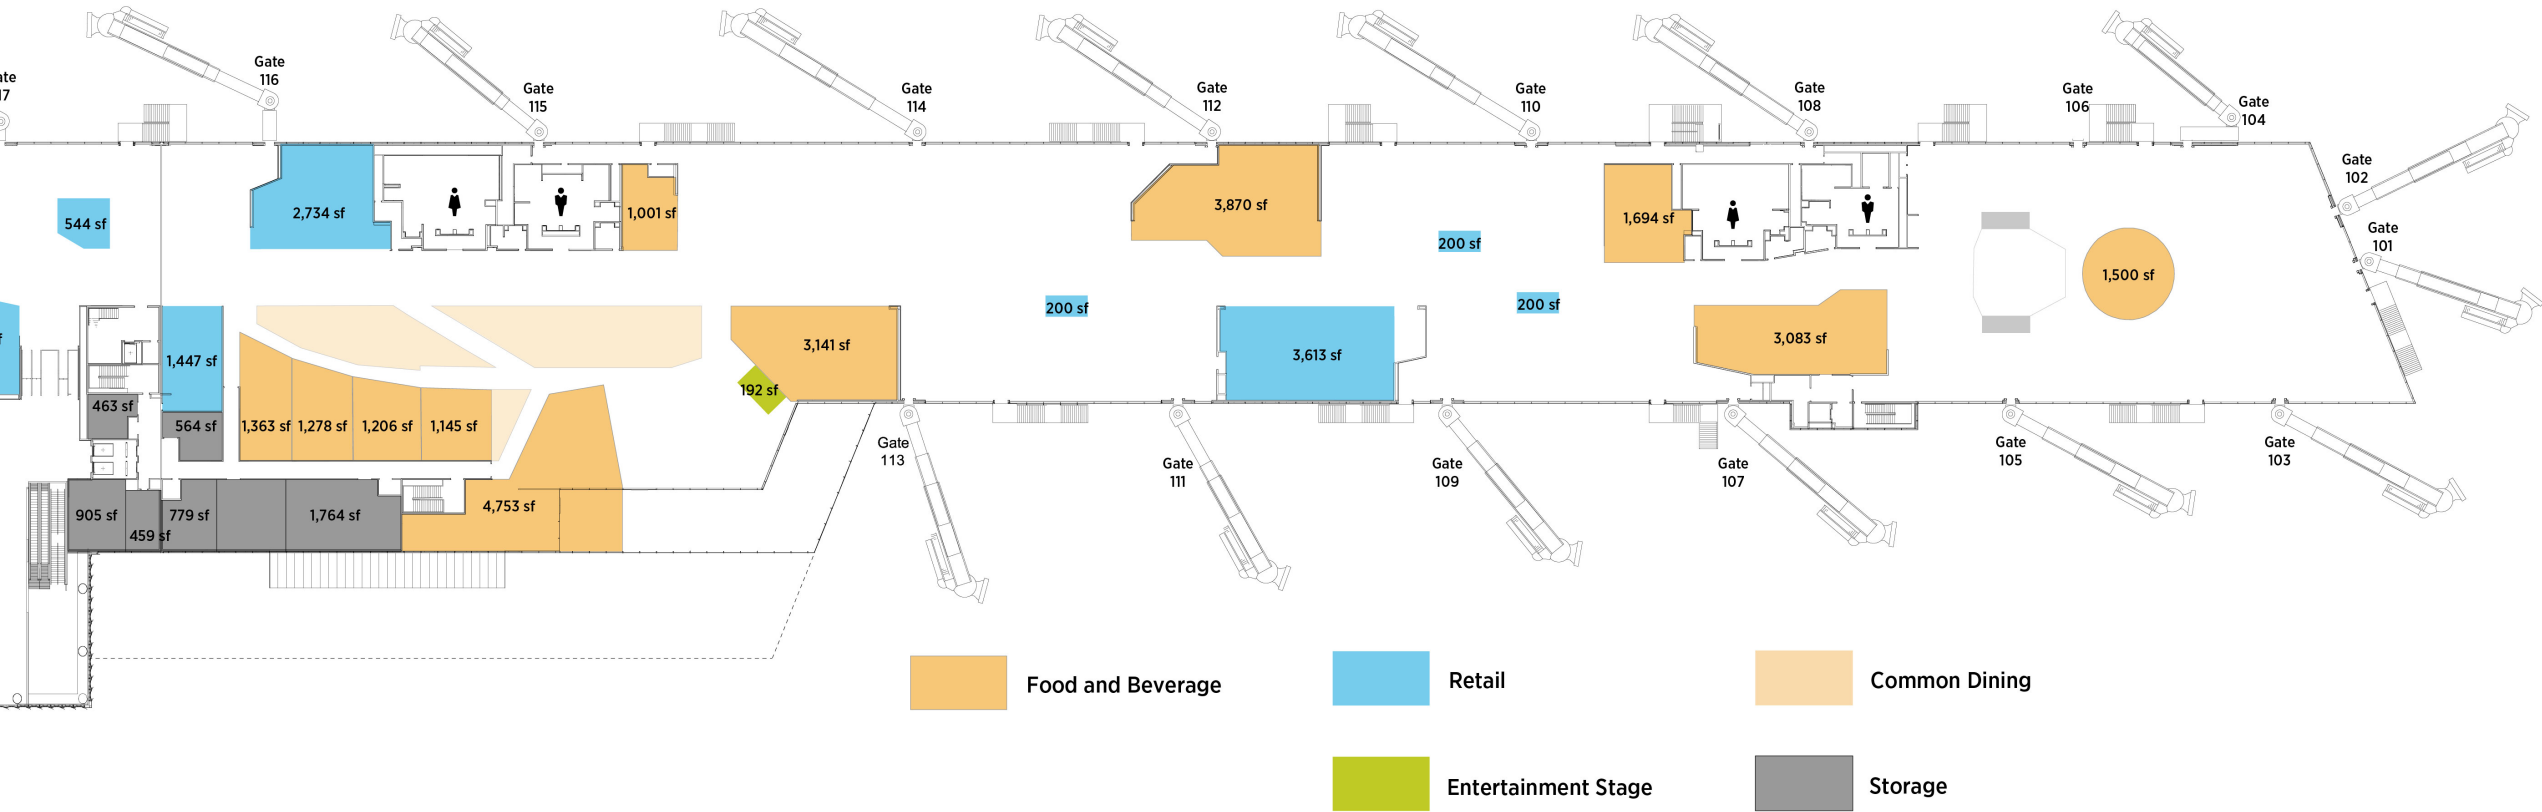 Gate
116
Gate
115
Gate
114
Gate
112
Gate
110
Gate
108
Gate
106
Gate
104
Gate
102
Gate
101
17
544 sf
2,734 sf
1,001 sf
3,870 sf
200 sf
1,694 sf
1,500 sf
200 sf
200 sf
1,447 sf
3,141 sf
3,613 sf
3,083 sf
192 sf
463 sf
564 sf
1,363 sf
1,278 sf
1,206 sf
1,145 sf
Gate
113
Gate
111
Gate
109
Gate
107
Gate
105
Gate
103
905 sf
459 sf
779 sf
1,764 sf
4,753 sf
Food and Beverage
Retail
Common Dining
Entertainment Stage
Storage